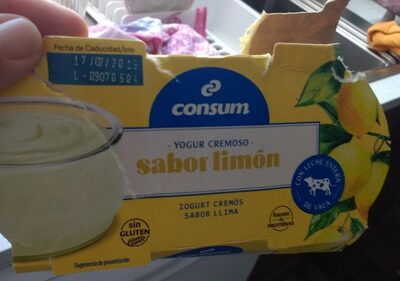 Fecha de Caducidad/lote
L-0907050
consum
· YOGUR CREMOSO ·
sabor limón
IOGURT CREMÓS
SABOR LLIMA
CON LECHE ENTERA
DE VACA
sin
GLUTEN
fuente
de
PROTEÍNAS
Sugerencia de presentación